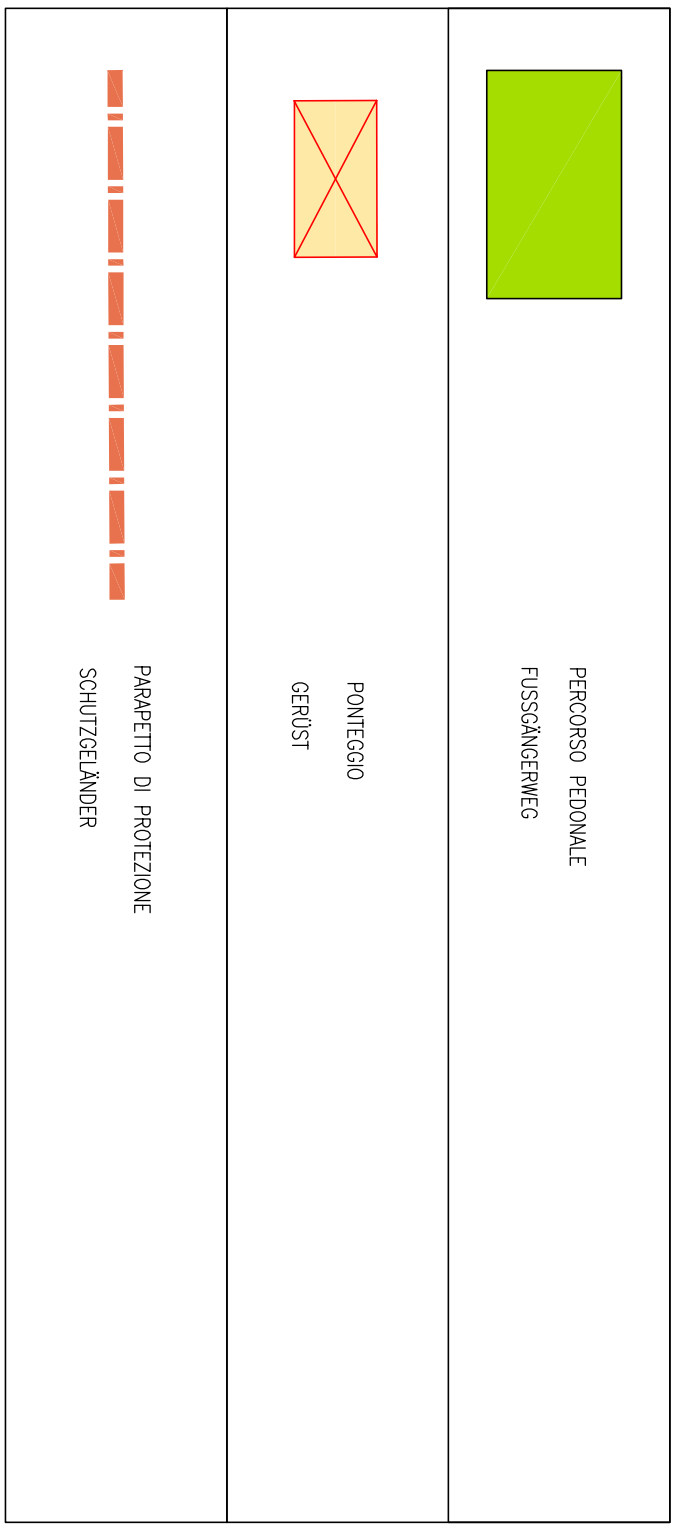 PERCORSO PEDONALE
FUSSGÄNGERWEG
PONTEGGIO
GERÜST
PARAPETTO DI PROTEZIONE
SCHUTZGELÄNDER